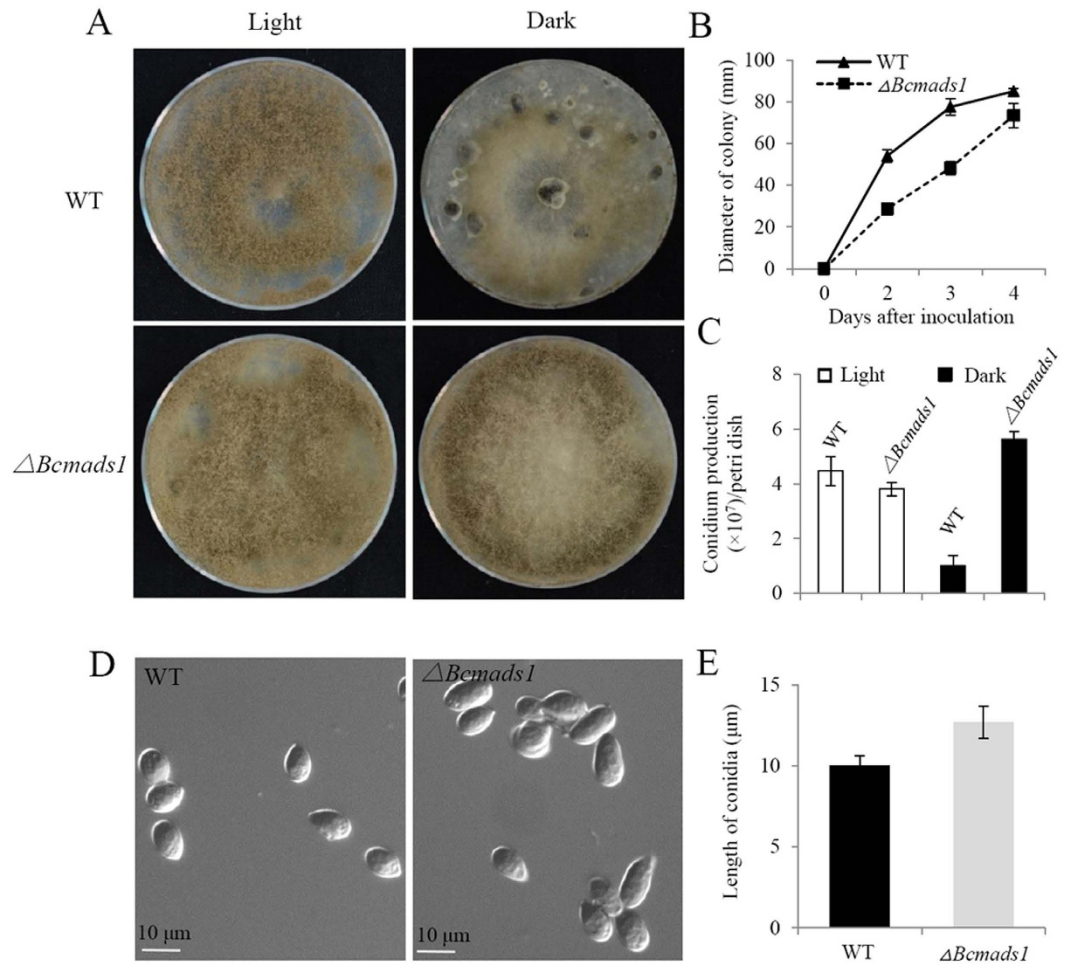 A
Light
Dark
WT
△Bcmads1
B
WT
ΔBcmads1
Diameter of colony (mm)
100
80
60
40
20
0
0 2 3 4
Days after inoculation
C
Light
Dark
Conidium production
(×10⁷)/petri dish
8
6
4
2
0
WT
△Bcmads1
WT
△Bcmads1
D
WT
10 μm
△Bcmads1
10 μm
E
Length of conidia (μm)
15
10
5
0
WT
ΔBcmads1